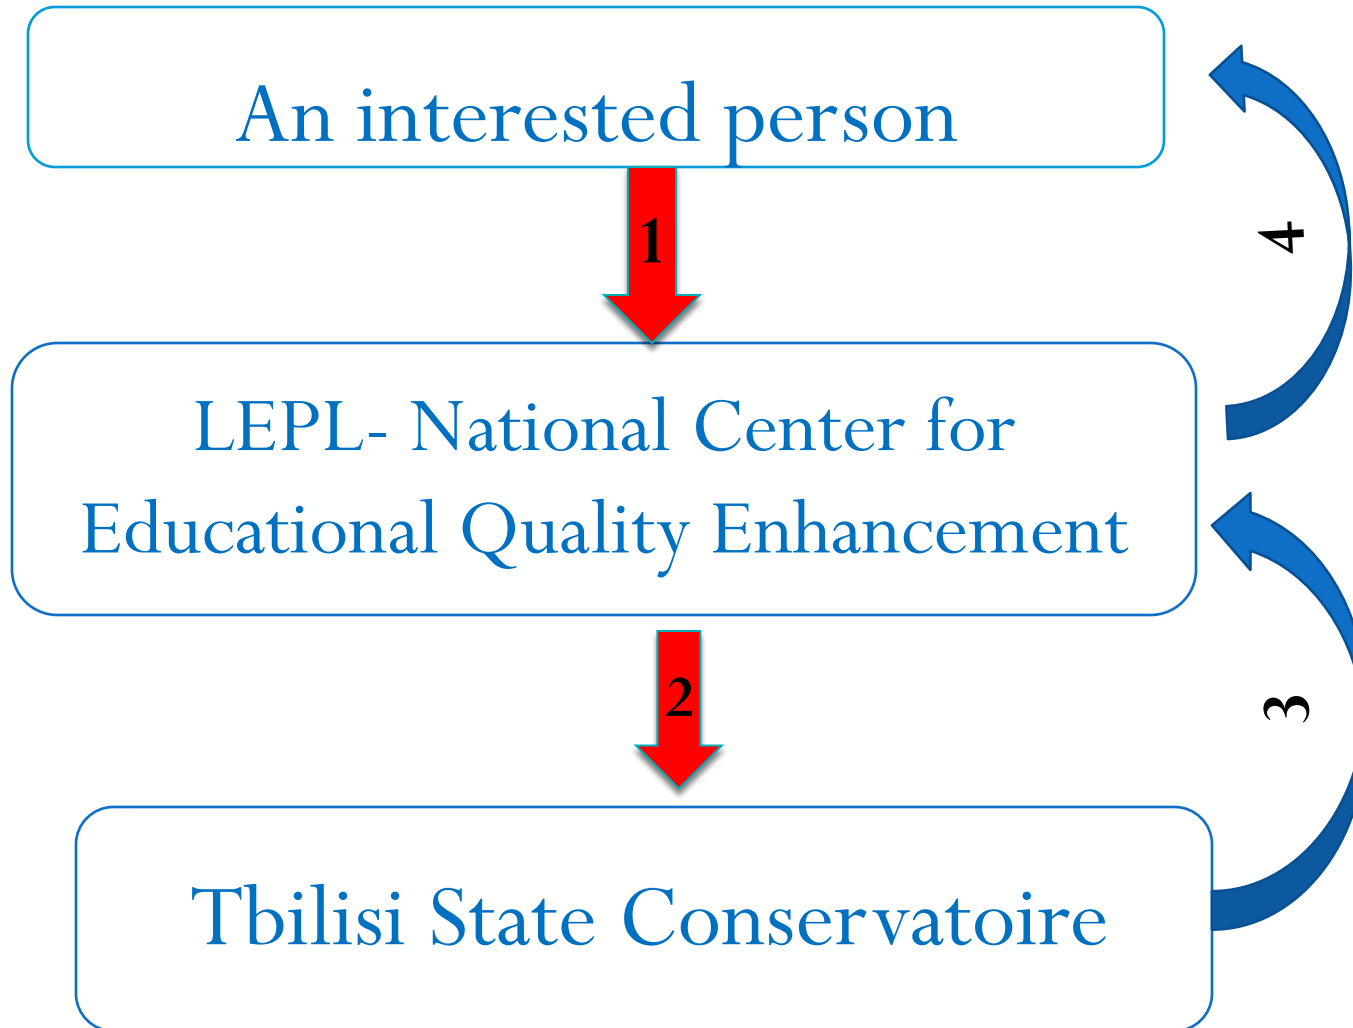 An interested person
1
4
LEPL- National Center for
Educational Quality Enhancement
2
3
Tbilisi State Conservatoire